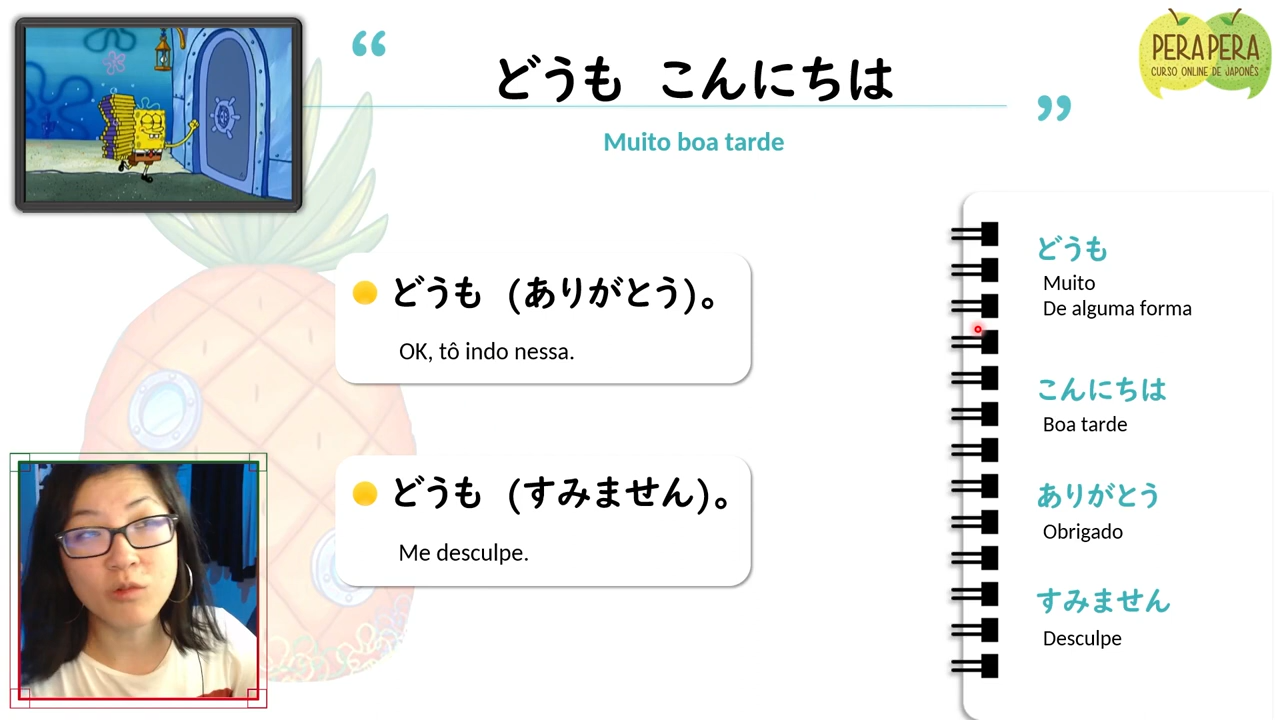 “
どうも こんにちは
”
Muito boa tarde
PERAPERA
CURSO ONLINE DE JAPONÊS
どうも (ありがとう)。
OK, tô indo nessa.
どうも (すみません)。
Me desculpe.
どうも
Muito
De alguma forma
こんにちは
Boa tarde
ありがとう
Obrigado
すみません
Desculpe